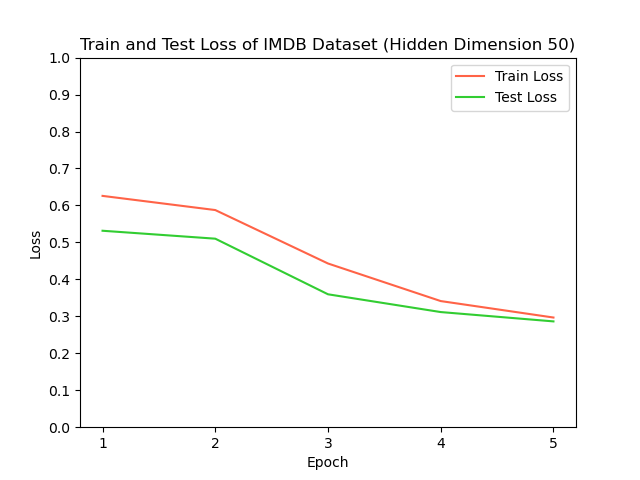 Train and Test Loss of IMDB Dataset (Hidden Dimension 50)
Train Loss
Test Loss
Loss
1.0
0.9
0.8
0.7
0.6
0.5
0.4
0.3
0.2
0.1
0.0
1 2 3 4 5
Epoch